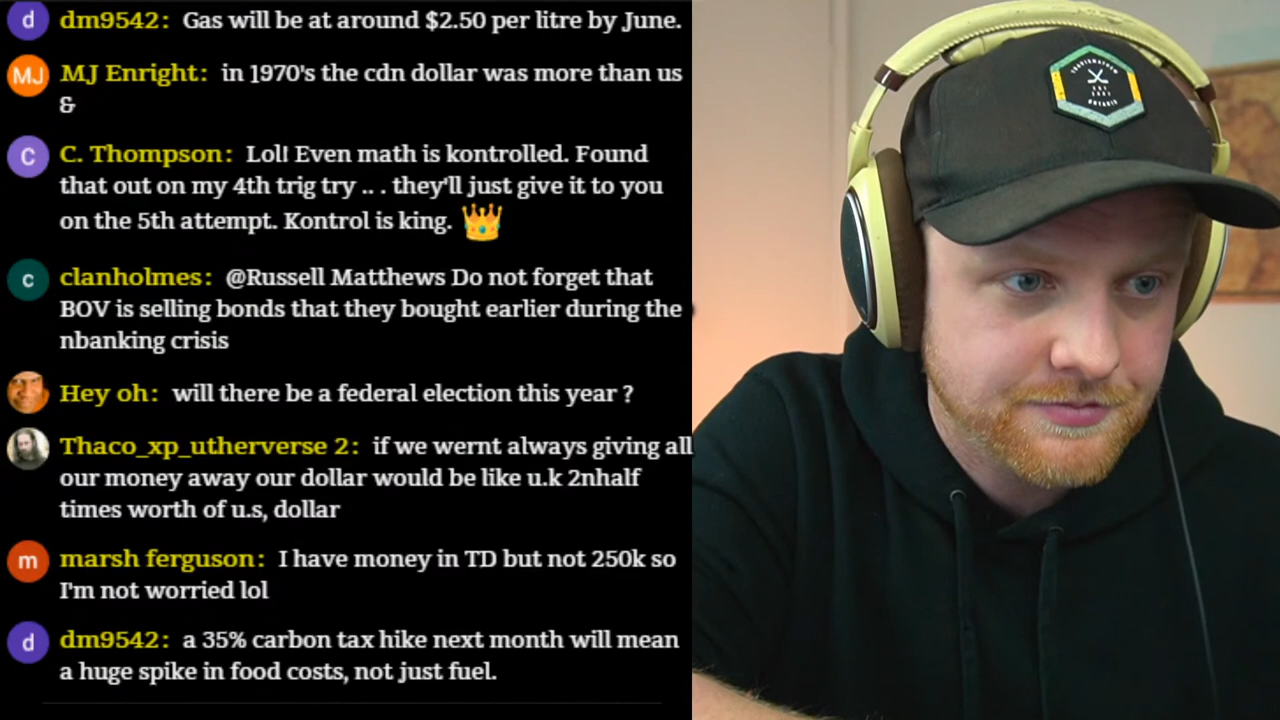 d dm9542: Gas will be at around $2.50 per litre by June.
MJ MJ Enright: in 1970's the cdn dollar was more than us
&
C C. Thompson: Lol! Even math is kontrolled. Found
that out on my 4th trig try .. . they'll just give it to you
on the 5th attempt. Kontrol is king. 👑
c clanholmes: @Russell Matthews Do not forget that
BOV is selling bonds that they bought earlier during the
nbanking crisis
Hey oh: will there be a federal election this year ?
Thaco_xp_utherverse 2: if we wernt always giving all
our money away our dollar would be like u.k 2nhalf
times worth of u.s, dollar
m marsh ferguson: I have money in TD but not 250k so
I'm not worried lol
d dm9542: a 35% carbon tax hike next month will mean
a huge spike in food costs, not just fuel.
ONTARIO